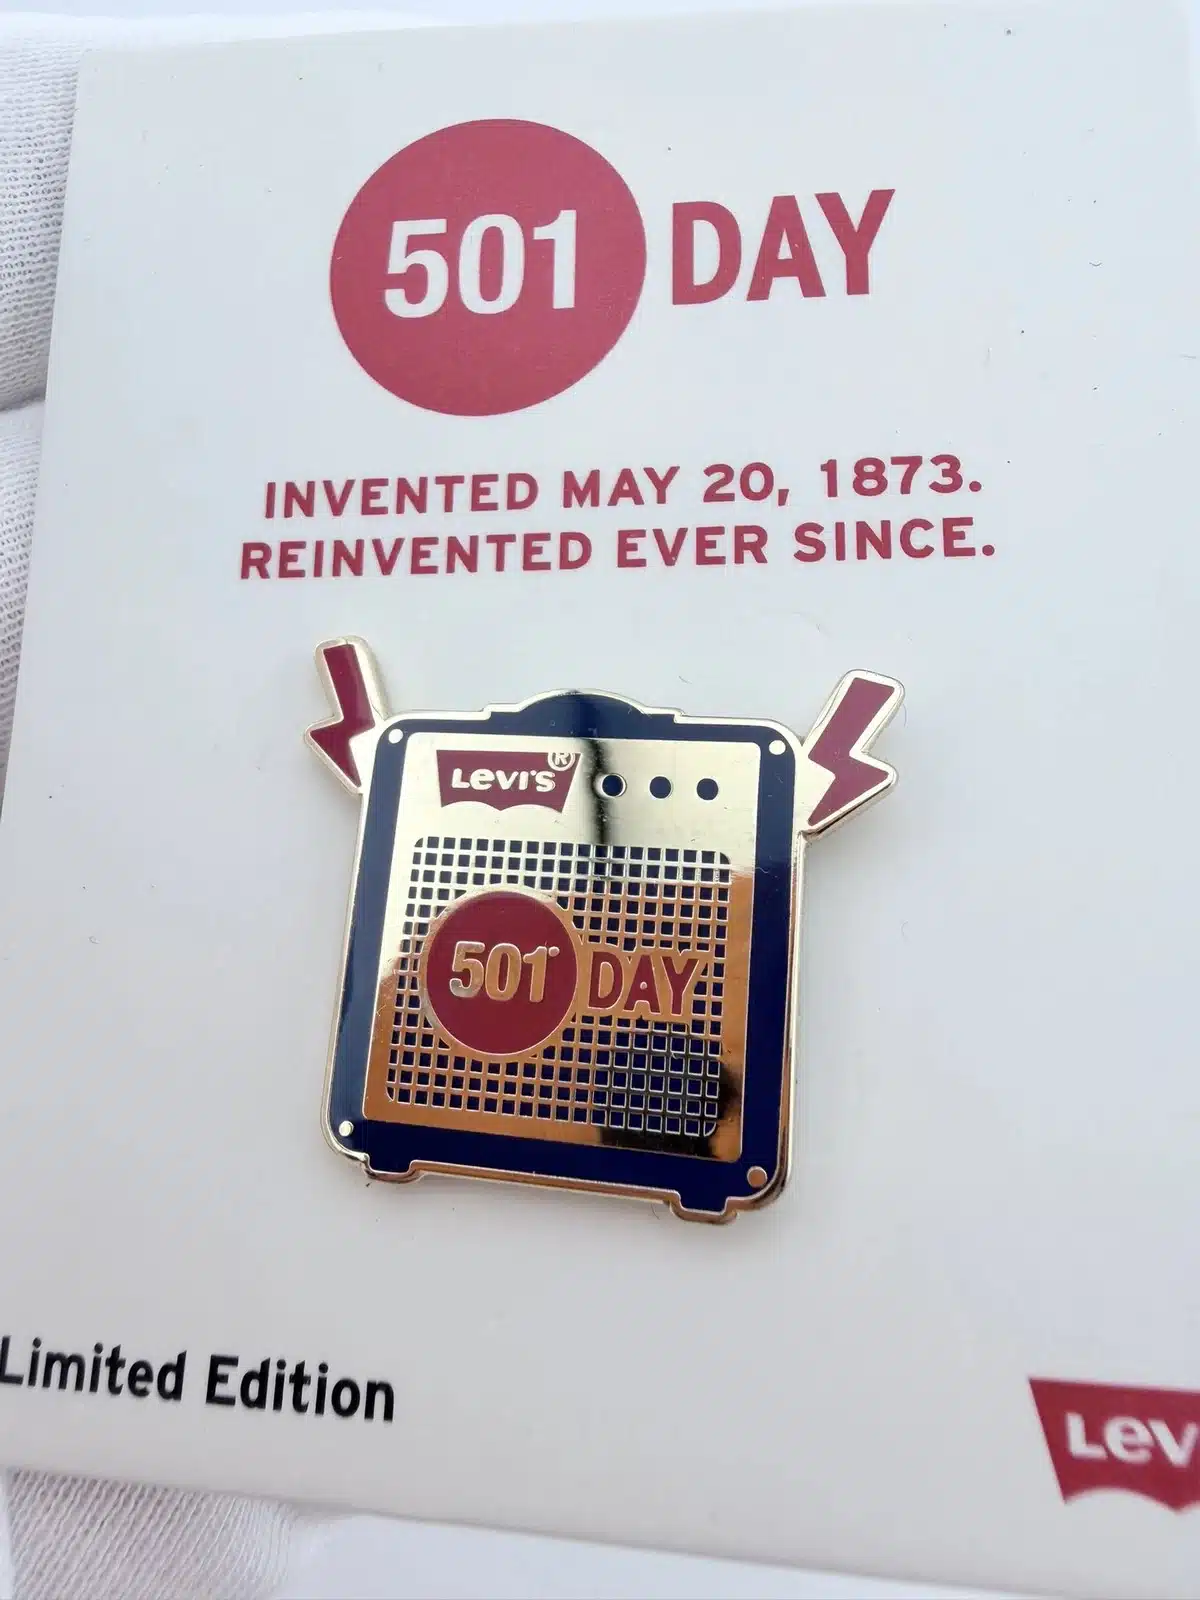 501 DAY
INVENTED MAY 20, 1873.
REINVENTED EVER SINCE.
LEVI'S®
501® DAY
Limited Edition
LEV